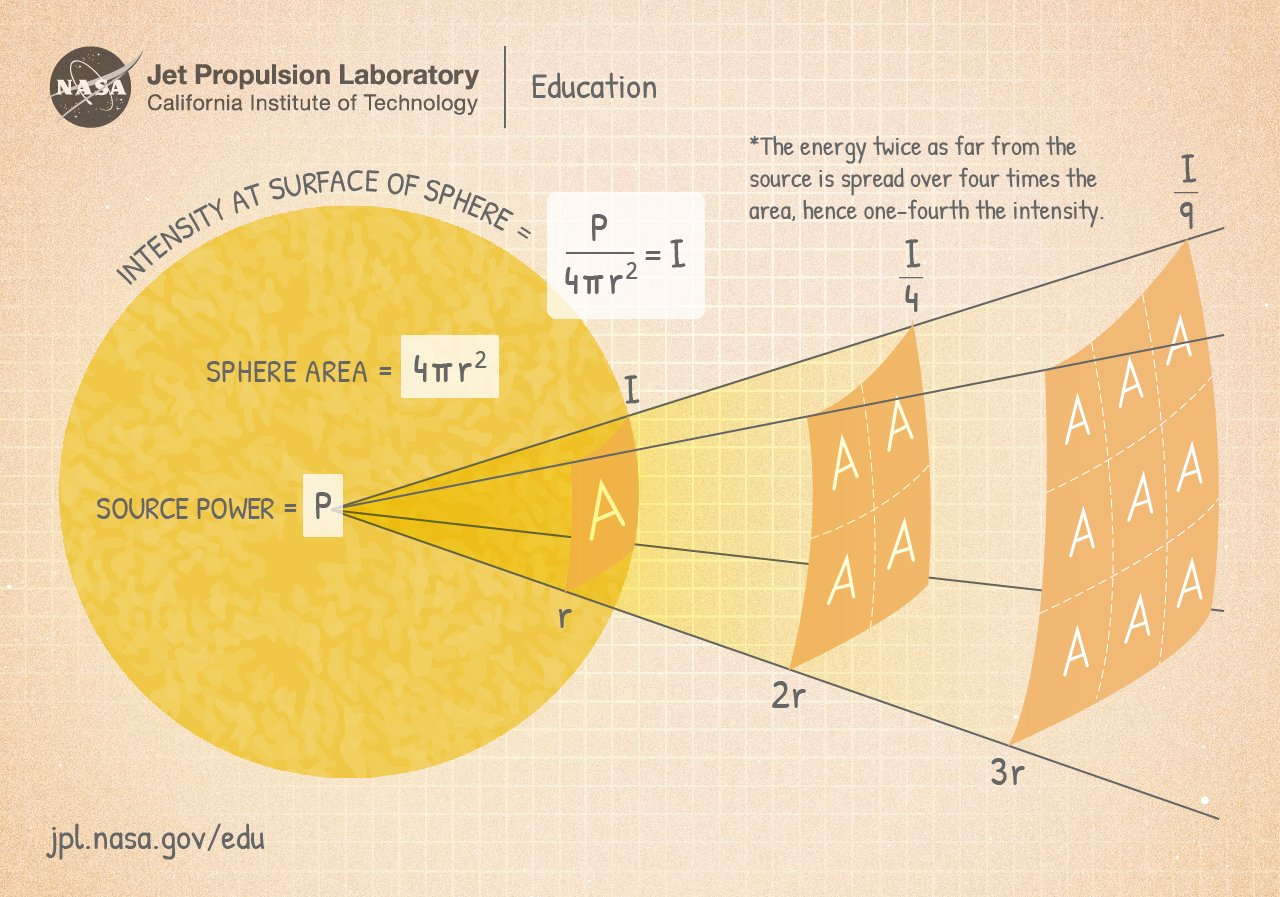 NASA
Jet Propulsion Laboratory
California Institute of Technology
Education
*The energy twice as far from the
source is spread over four times the
area, hence one-fourth the intensity.
INTENSITY AT SURFACE OF SPHERE =
P
4πr²
= I
SPHERE AREA = 4πr²
SOURCE POWER = P
I
A
r
I
4
A A
A A
2r
I
9
A A A
A A A
A A A
3r
jpl.nasa.gov/edu